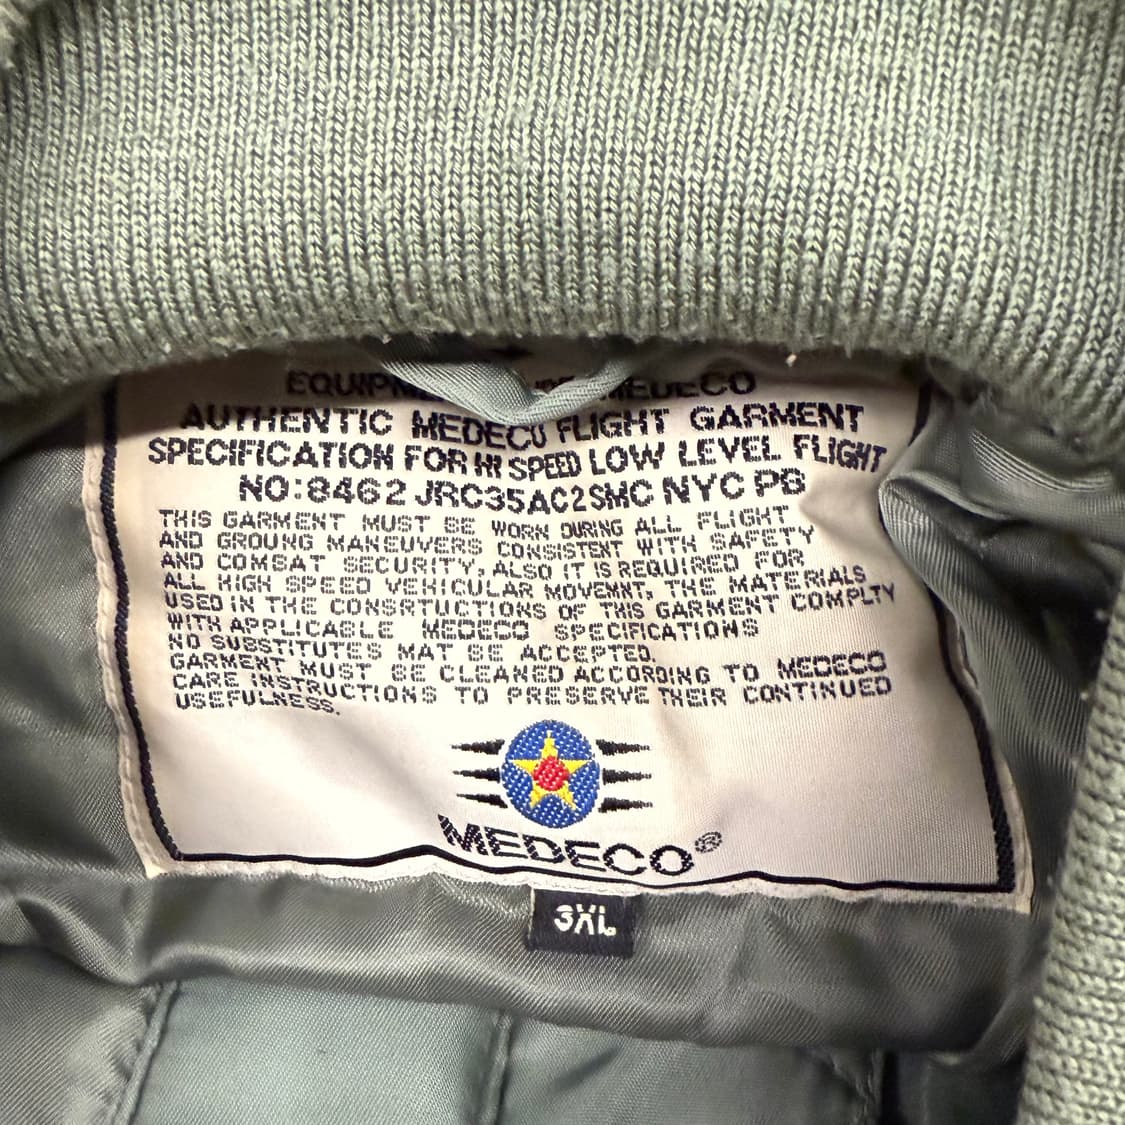 MEDECO
AUTHENTIC MEDECO FLIGHT GARMENT
SPECIFICATION FOR HI SPEED LOW LEVEL FLIGHT
NO:8462 JRC35AC2SMC NYC PG
THIS GARMENT MUST BE WORN DURING ALL FLIGHT
AND GROUNG MANEUVERS CONSISTENT WITH SAFETY
AND COMBAT SECURITY, ALSO IT IS REQUIRED FOR
ALL HIGH SPEED VEHICULAR MOVEMNT, THE MATERIALS
USED IN THE CONSRTUCTIONS OF THIS GARMENT COMPLTY
WITH APPLICABLE MEDECO SPECIFICATIONS
NO SUBSTITUTES MAT BE ACCEPTED.
GARMENT MUST BE CLEANED ACCORDING TO MEDECO
CARE INSTRUCTIONS TO PRESERVE THEIR CONTINUED
USEFULNESS.
MEDECO®
3XL